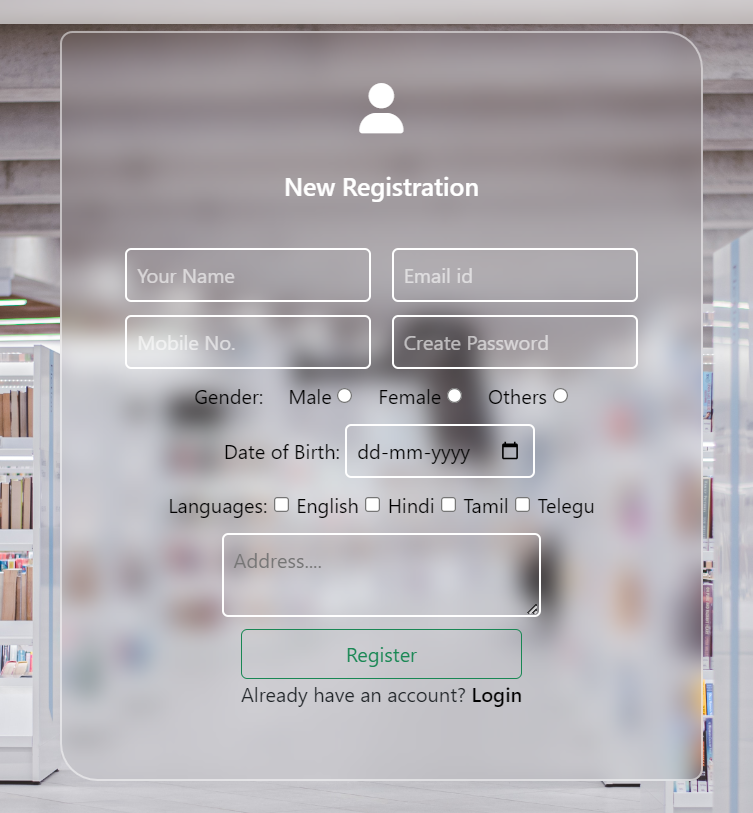 New Registration
Your Name Email id
Mobile No. Create Password
Gender: Male Female Others
Date of Birth: dd-mm-yyyy
Languages: English Hindi Tamil Telegu
Address....
Register
Already have an account? Login